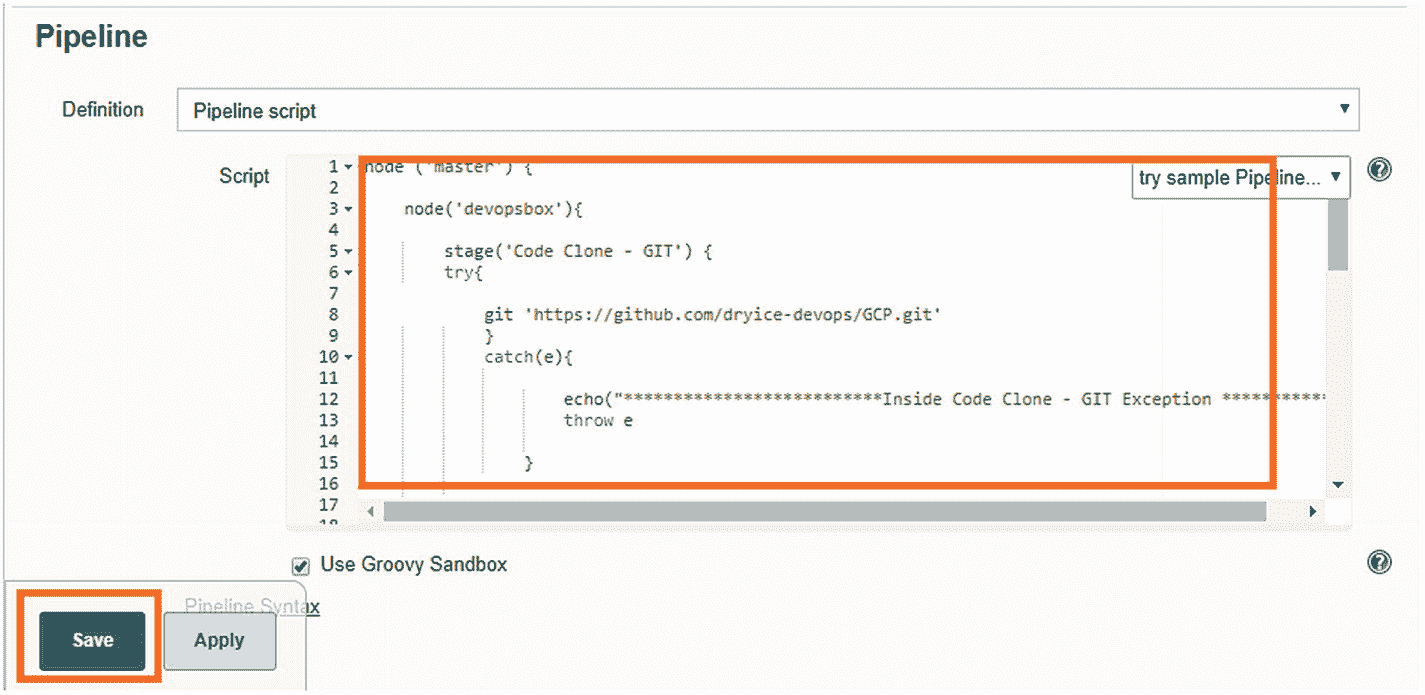 Pipeline
Definition
Pipeline script
Script
try sample Pipeline...
1 node ('master') {
2
3 node('devopsbox'){
4
5 stage('Code Clone - GIT') {
6 try{
7
8 git 'https://github.com/dryice-devops/GCP.git'
9 }
10 catch(e){
11
12 echo("**************************Inside Code Clone - GIT Exception ***********
13 throw e
14
15 }
16
17
18
Use Groovy Sandbox
Pipeline Syntax
Save Apply